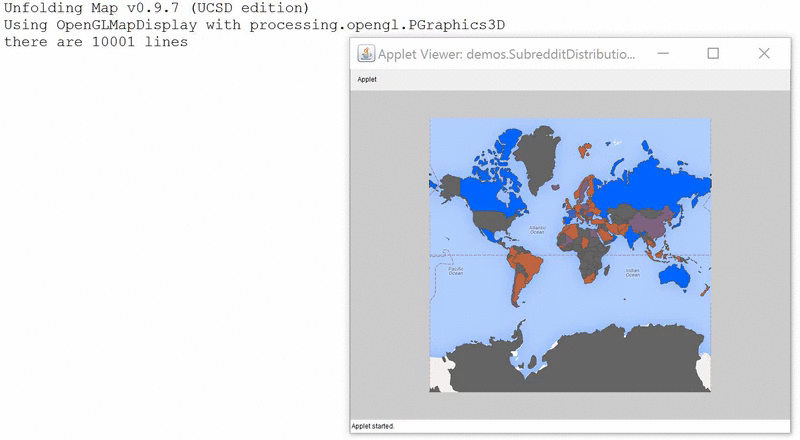 Unfolding Map v0.9.7 (UCSD edition)
Using OpenGLMapDisplay with processing.opengl.PGraphics3D
there are 10001 lines
Applet Viewer: demos.SubredditDistributio...
Applet
Atlantic
Ocean
Pacific
Ocean
Indian
Ocean
Applet started.